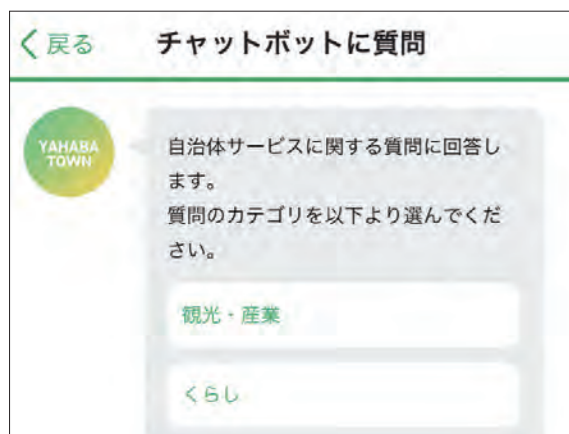 戻る
チャットボットに質問
YAHABA
TOWN
自治体サービスに関する質問に回答し
ます。
質問のカテゴリを以下より選んでくだ
さい。
観光・産業
くらし